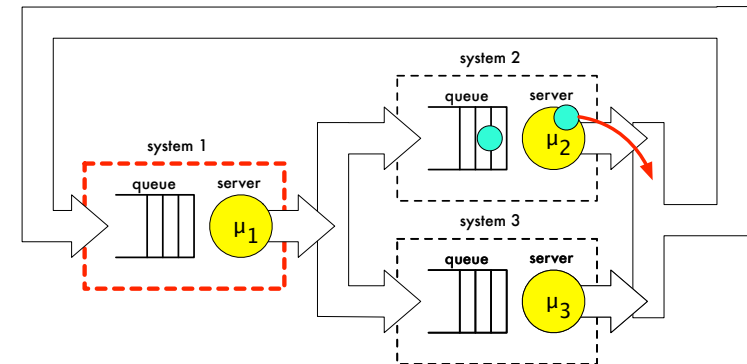 system 2
queue server
μ2
system 1
queue server
μ1
system 3
queue server
μ3